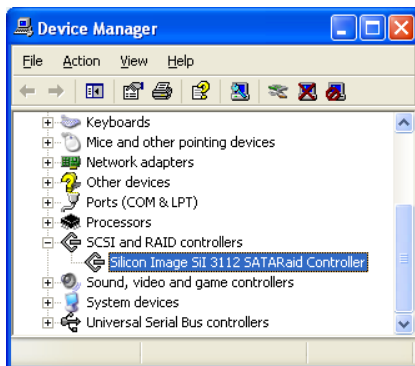 Device Manager
File Action View Help
Keyboards
Mice and other pointing devices
Network adapters
Other devices
Ports (COM & LPT)
Processors
SCSI and RAID controllers
Silicon Image SiI 3112 SATARaid Controller
Sound, video and game controllers
System devices
Universal Serial Bus controllers